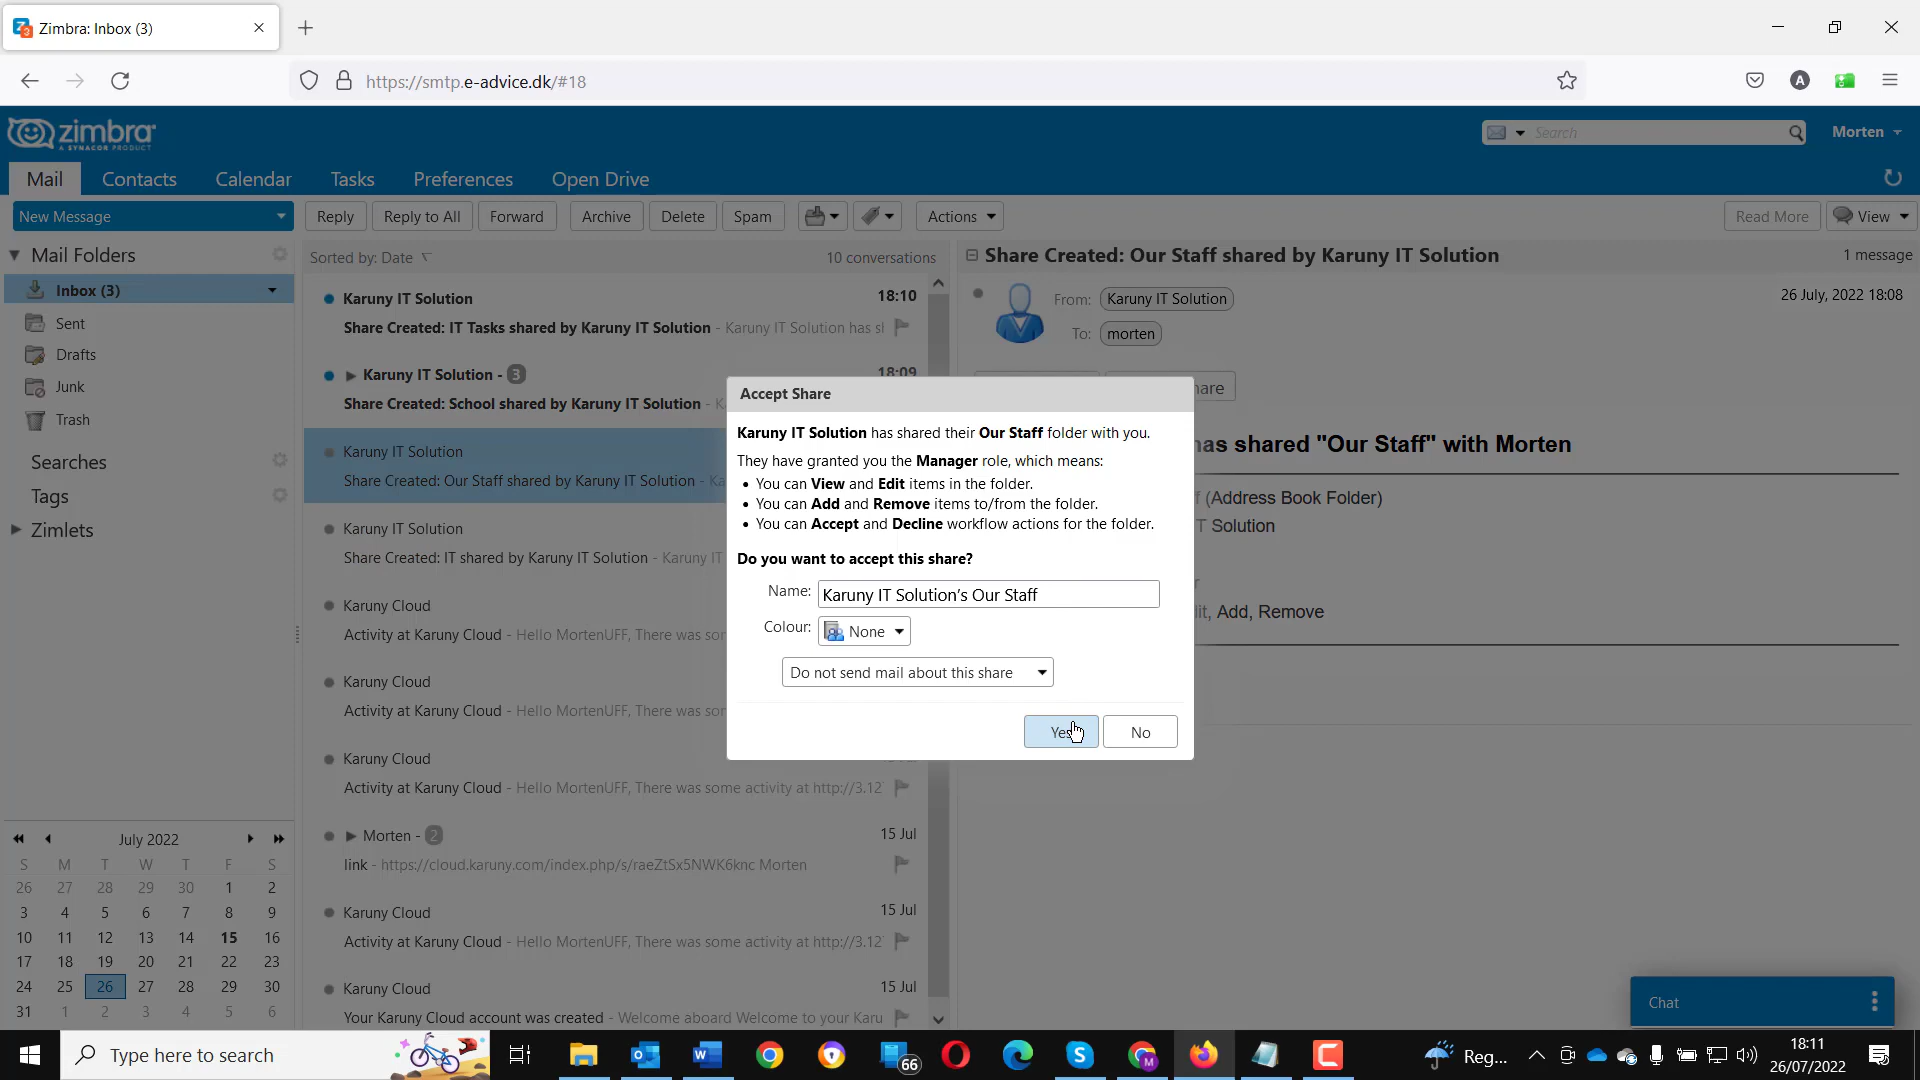 Zimbra: Inbox (3)
https://smtp.e-advice.dk/#18
zimbra
A SYNACOR PRODUCT
Search
Morten
Mail Contacts Calendar Tasks Preferences Open Drive
New Message
Reply Reply to All Forward Archive Delete Spam Actions Read More View
Mail Folders
Inbox (3)
Sent
Drafts
Junk
Trash
Searches
Tags
Zimlets
July 2022
S M T W T F S
26 27 28 29 30 1 2
3 4 5 6 7 8 9
10 11 12 13 14 15 16
17 18 19 20 21 22 23
24 25 26 27 28 29 30
31 1 2 3 4 5 6
Sorted by: Date 10 conversations
Karuny IT Solution 18:10
Share Created: IT Tasks shared by Karuny IT Solution - Karuny IT Solution has sl
Karuny IT Solution - 3 18:09
Share Created: School shared by Karuny IT Solution - K
Karuny IT Solution
Share Created: Our Staff shared by Karuny IT Solution - Ka
Karuny IT Solution
Share Created: IT shared by Karuny IT Solution - Karuny IT
Karuny Cloud
Activity at Karuny Cloud - Hello MortenUFF, There was som
Karuny Cloud
Activity at Karuny Cloud - Hello MortenUFF, There was som
Karuny Cloud
Activity at Karuny Cloud - Hello MortenUFF, There was some activity at http://3.12
Morten - 2 15 Jul
link - https://cloud.karuny.com/index.php/s/raeZtSx5NWK6knc Morten
Karuny Cloud 15 Jul
Activity at Karuny Cloud - Hello MortenUFF, There was some activity at http://3.12
Karuny Cloud 15 Jul
Your Karuny Cloud account was created - Welcome aboard Welcome to your Karu
Share Created: Our Staff shared by Karuny IT Solution 1 message
From: Karuny IT Solution 26 July, 2022 18:08
To: morten
are
has shared "Our Staff" with Morten
(Address Book Folder)
T Solution
it, Add, Remove
Accept Share
Karuny IT Solution has shared their Our Staff folder with you.
They have granted you the Manager role, which means:
• You can View and Edit items in the folder.
• You can Add and Remove items to/from the folder.
• You can Accept and Decline workflow actions for the folder.
Do you want to accept this share?
Name: Karuny IT Solution's Our Staff
Colour: None
Do not send mail about this share
Yes No
Chat
Type here to search
66
Reg...
18:11
26/07/2022